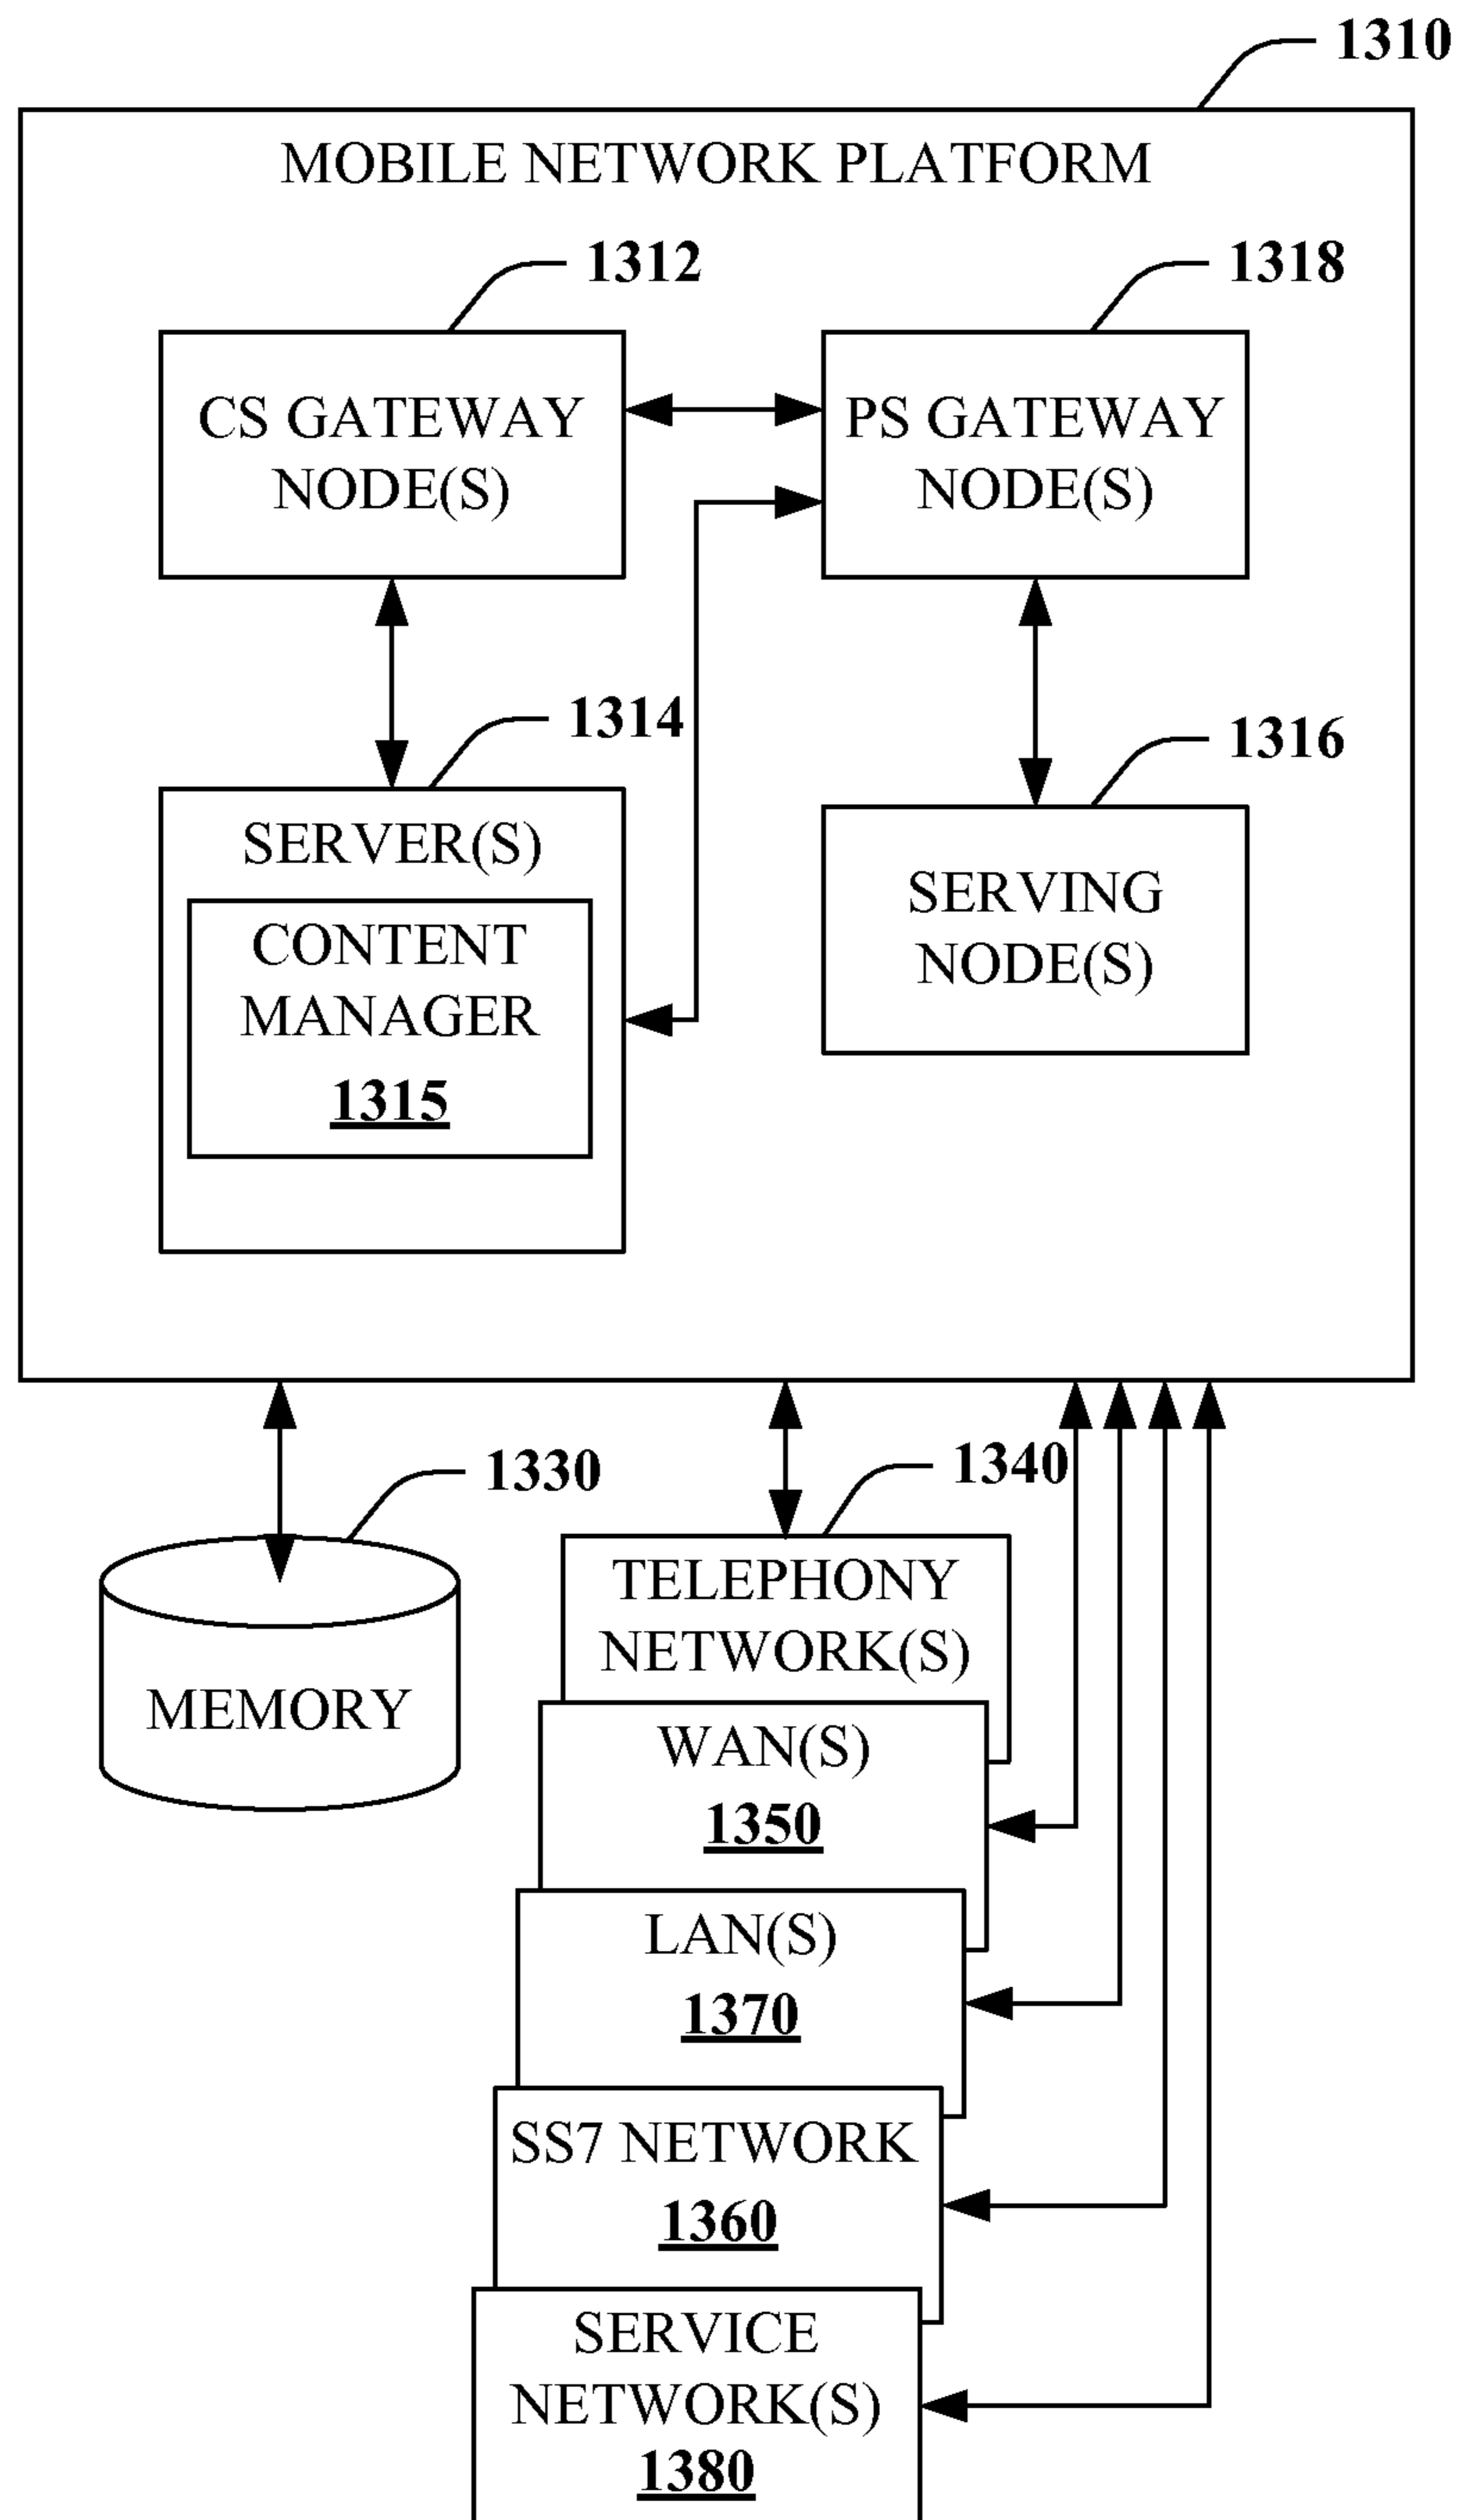 1310
MOBILE NETWORK PLATFORM
1312
1318
CS GATEWAY
NODE(S)
PS GATEWAY
NODE(S)
1314
1316
SERVER(S)
CONTENT
MANAGER
1315
SERVING
NODE(S)
1330
1340
MEMORY
TELEPHONY
NETWORK(S)
WAN(S)
1350
LAN(S)
1370
SS7 NETWORK
1360
SERVICE
NETWORK(S)
1380